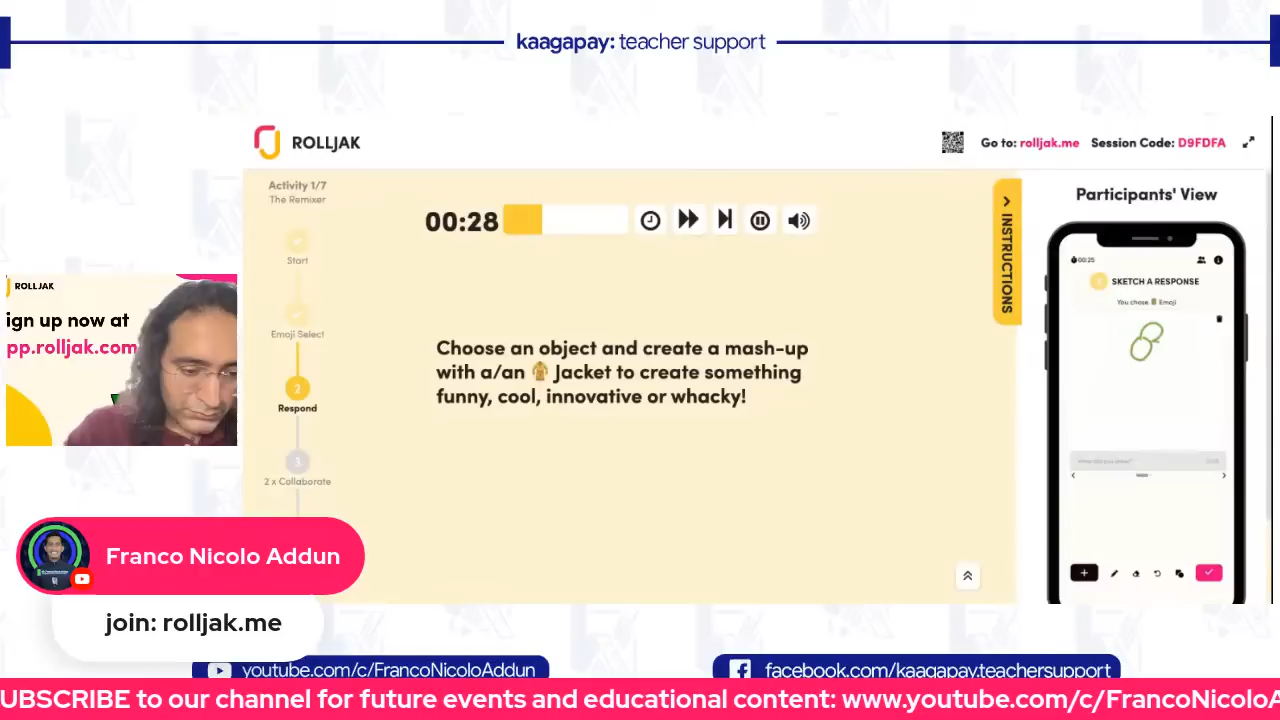 kaagapay: teacher support
ROLLJAK
Go to: rolljak.me Session Code: D9FDFA
Activity 1/7
The Remixer
Start
Emoji Select
2
Respond
3
2 x Collaborate
00:28
Choose an object and create a mash-up
with a/an Jacket to create something
funny, cool, innovative or whacky!
INSTRUCTIONS
Participants' View
00:25
SKETCH A RESPONSE
You chose Emoji
ROLLJAK
ign up now at
pp.rolljak.com
Franco Nicolo Addun
join: rolljak.me
youtube.com/c/FrancoNicoloAddun
facebook.com/kaagapay.teachersupport
UBSCRIBE to our channel for future events and educational content: www.youtube.com/c/FrancoNicoloA